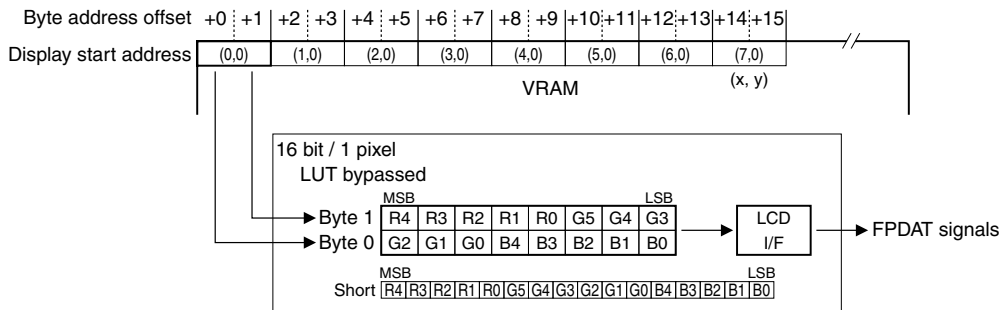 Byte address offset +0 +1 +2 +3 +4 +5 +6 +7 +8 +9 +10 +11 +12 +13 +14 +15
Display start address (0,0) (1,0) (2,0) (3,0) (4,0) (5,0) (6,0) (7,0)
VRAM (x, y)
16 bit / 1 pixel
LUT bypassed
MSB LSB
Byte 1 R4 R3 R2 R1 R0 G5 G4 G3 LCD
Byte 0 G2 G1 G0 B4 B3 B2 B1 B0 I/F
FPDAT signals
MSB LSB
Short R4 R3 R2 R1 R0 G5 G4 G3 G2 G1 G0 B4 B3 B2 B1 B0